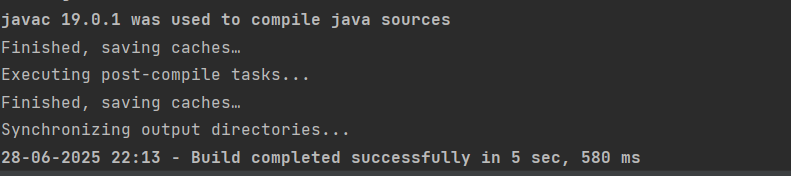 javac 19.0.1 was used to compile java sources
Finished, saving caches…
Executing post-compile tasks...
Finished, saving caches…
Synchronizing output directories...
28-06-2025 22:13 - Build completed successfully in 5 sec, 580 ms